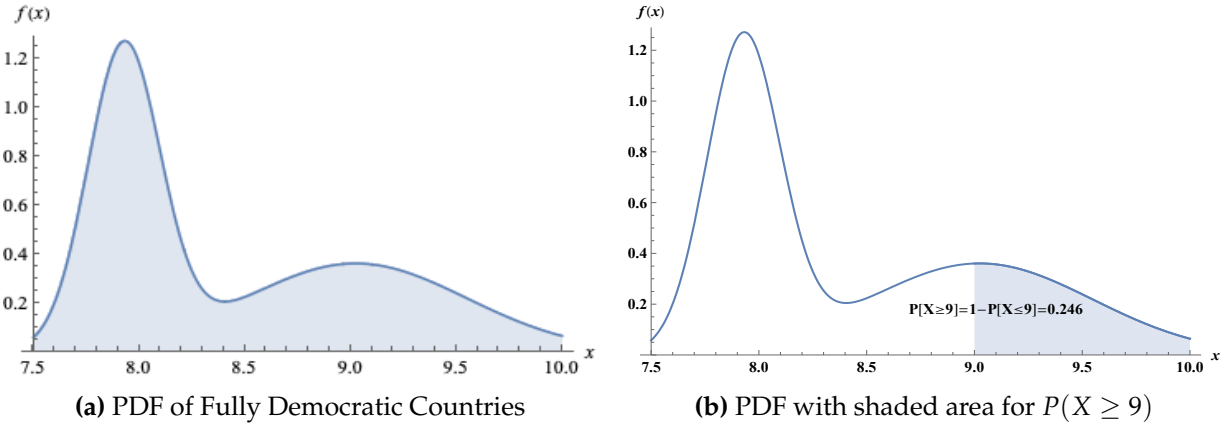 f(x)
1.2
1.0
0.8
0.6
0.4
0.2
7.5 8.0 8.5 9.0 9.5 10.0 x
(a) PDF of Fully Democratic Countries
f(x)
1.2
1.0
0.8
0.6
0.4
0.2
P[X≥9]=1−P[X≤9]=0.246
7.5 8.0 8.5 9.0 9.5 10.0 x
(b) PDF with shaded area for P(X ≥ 9)